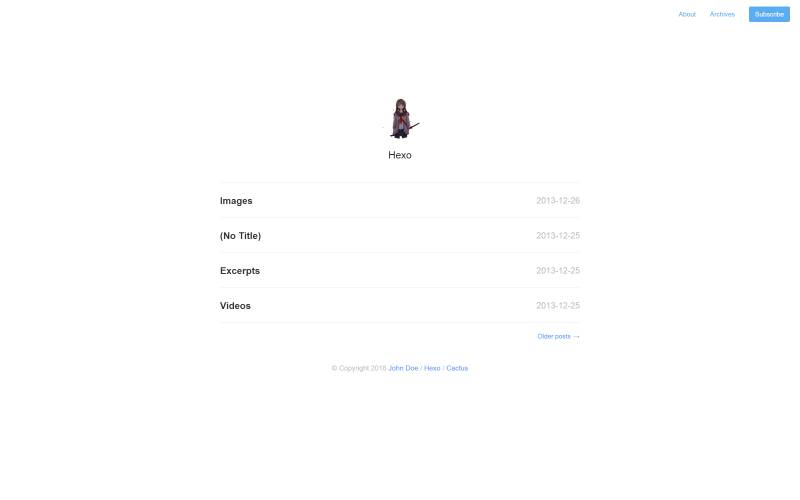 About Archives Subscribe
Hexo
Images 2013-12-26
(No Title) 2013-12-25
Excerpts 2013-12-25
Videos 2013-12-25
Older posts →
© Copyright 2016 John Doe / Hexo / Cactus